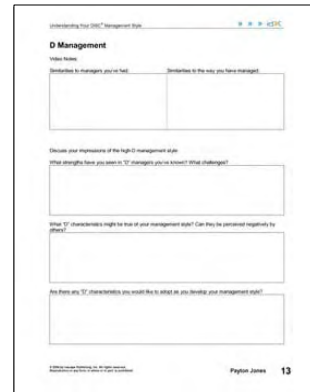 Understanding Your DiSC® Management Style
D Management
Video Notes:
Similarities to managers you've had:
Similarities to the way you have managed:
Discuss your impressions of the high-D management style:
What strengths have you seen in "D" managers you've known? What challenges?
What "D" characteristics might be true of your management style? Can they be perceived negatively by
others?
Are there any "D" characteristics you would like to adopt as you develop your management style?
Payton Jones 13